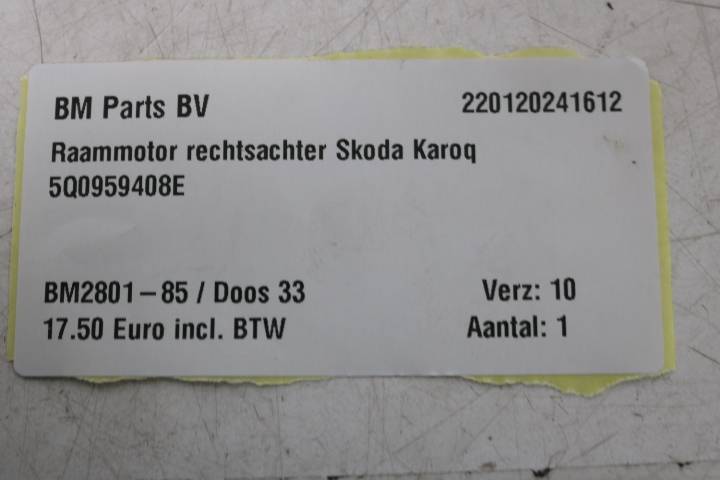 BM Parts BV 220120241612
Raammotor rechtsachter Skoda Karoq
5Q0959408E
BM2801-85 / Doos 33 Verz: 10
17.50 Euro incl. BTW Aantal: 1